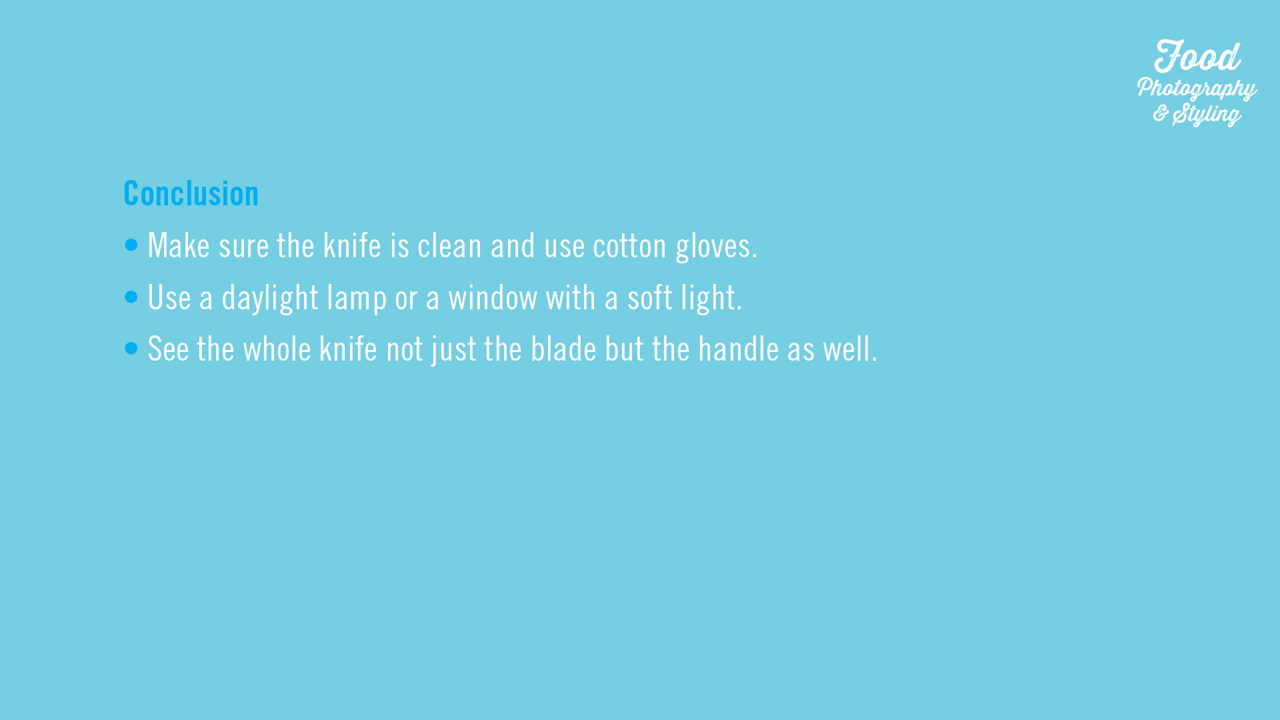 Food
Photography
& Styling
Conclusion
• Make sure the knife is clean and use cotton gloves.
• Use a daylight lamp or a window with a soft light.
• See the whole knife not just the blade but the handle as well.